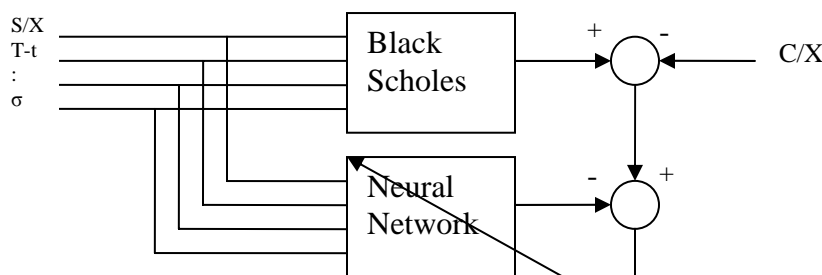 S/X
T-t
:
σ
Black
Scholes
+
-
C/X
Neural
Network
-
+